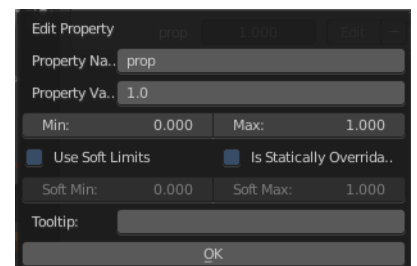 Edit Property
prop 1.000 Edit
Property Na.. prop
Property Va.. 1.0
Min: 0.000 Max: 1.000
Use Soft Limits Is Statically Overrida..
Soft Min: 0.000 Soft Max: 1.000
Tooltip:
OK